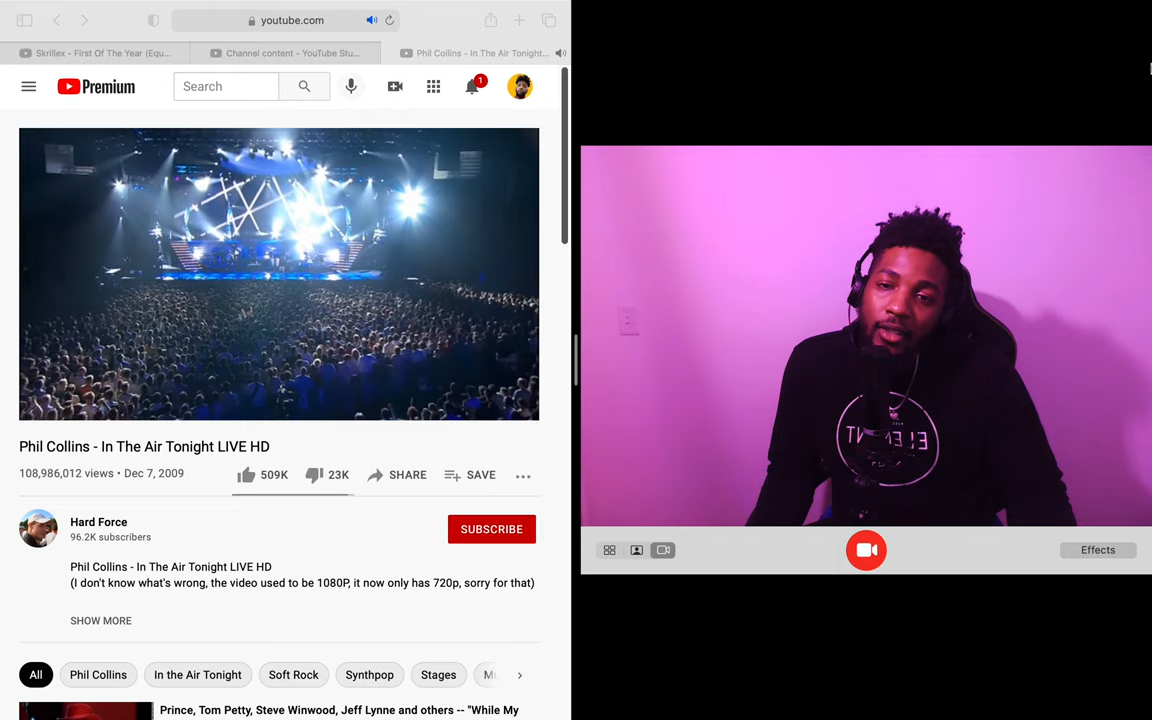 youtube.com
Skrillex - First Of The Year (Equ...
Channel content - YouTube Stu...
Phil Collins - In The Air Tonight...
Premium
Search
1
Phil Collins - In The Air Tonight LIVE HD
108,986,012 views • Dec 7, 2009
509K
23K
SHARE
SAVE
Hard Force
96.2K subscribers
SUBSCRIBE
Phil Collins - In The Air Tonight LIVE HD
(I don't know what's wrong, the video used to be 1080P, it now only has 720p, sorry for that)
SHOW MORE
All
Phil Collins
In the Air Tonight
Soft Rock
Synthpop
Stages
Prince, Tom Petty, Steve Winwood, Jeff Lynne and others -- "While My
ELEMENT
Effects